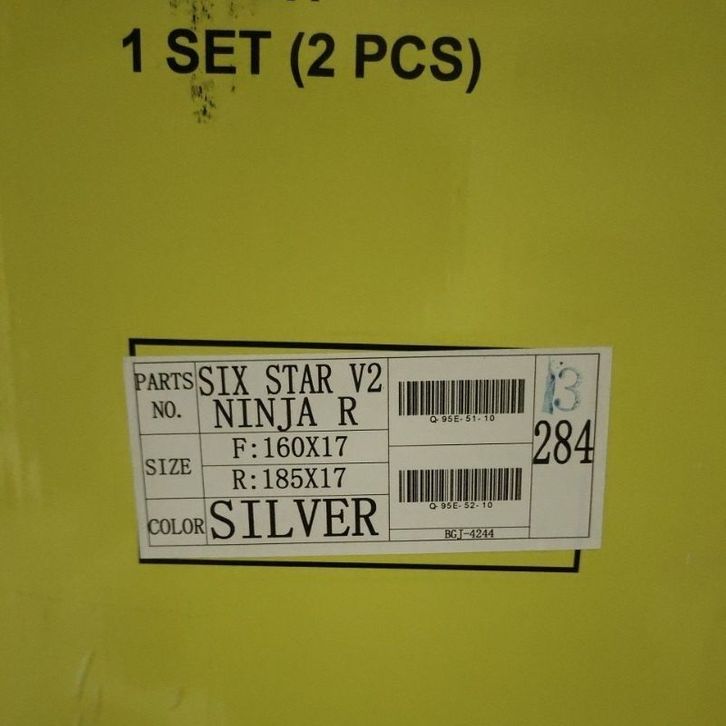 1 SET (2 PCS)
PARTS NO.
SIX STAR V2
NINJA R
SIZE
F:160X17
R:185X17
COLOR
SILVER
Q-95E-51-10
Q-95E-52-10
BGJ-4244
13
284